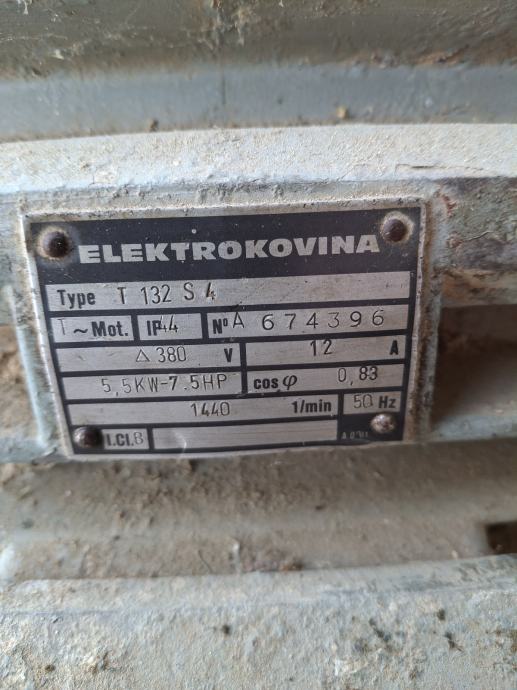 ELEKTROKOVINA
Type T 132 S 4
T~Mot. IP44 Nº A 674396
Δ 380 V 12 A
5,5KW-7.5HP cos φ 0,83
1440 1/min 50 Hz
I.Cl.B